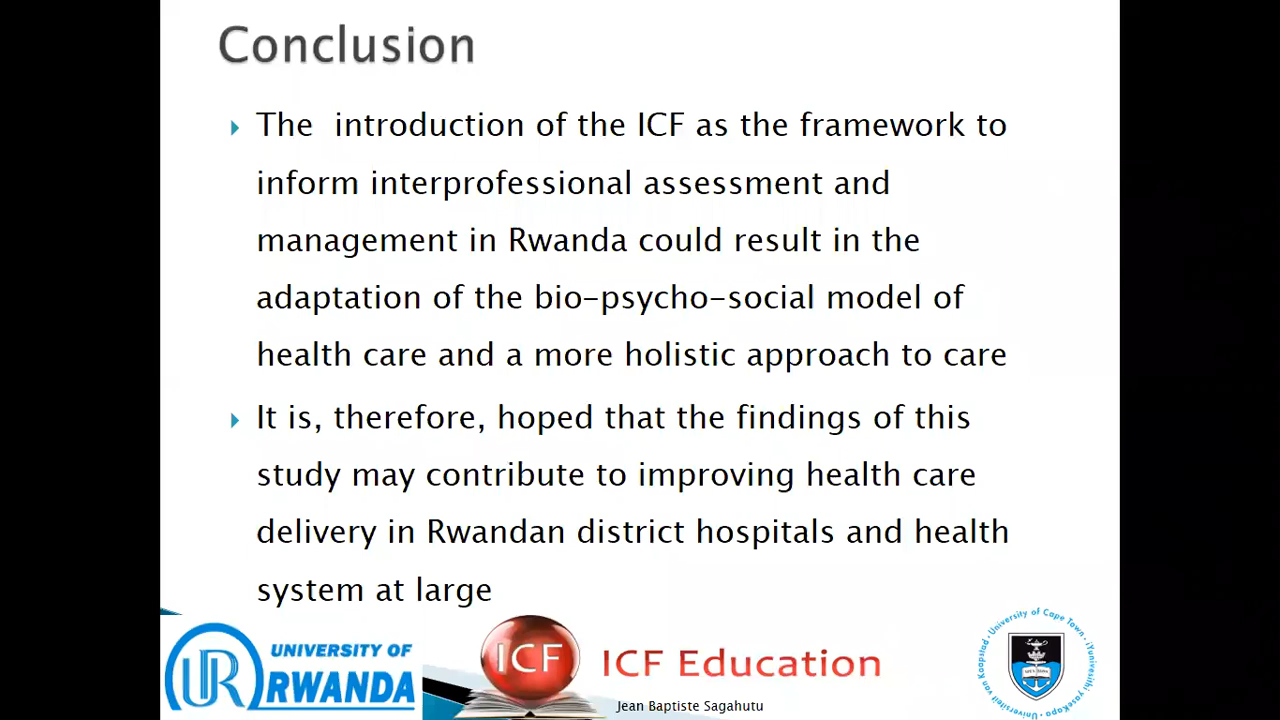 Conclusion
The introduction of the ICF as the framework to
inform interprofessional assessment and
management in Rwanda could result in the
adaptation of the bio-psycho-social model of
health care and a more holistic approach to care
It is, therefore, hoped that the findings of this
study may contribute to improving health care
delivery in Rwandan district hospitals and health
system at large
UR
UNIVERSITY OF
RWANDA
ICF
ICF Education
Jean Baptiste Sagahutu
University of Cape Town · iYunivesithi yaseKapa · Universiteit van Kaapstad ·